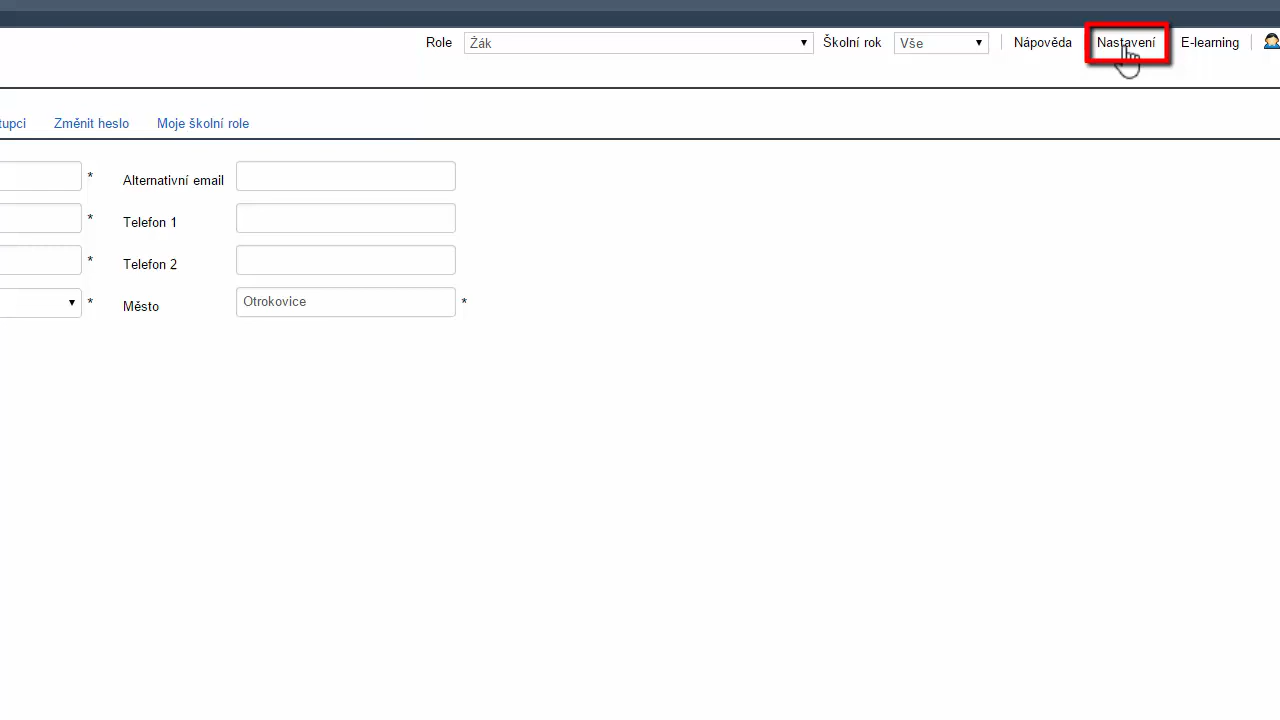 Role Žák Školní rok Vše Nápověda Nastavení E-learning
tupci Změnit heslo Moje školní role
* Alternativní email
* Telefon 1
* Telefon 2
* Město Otrokovice *